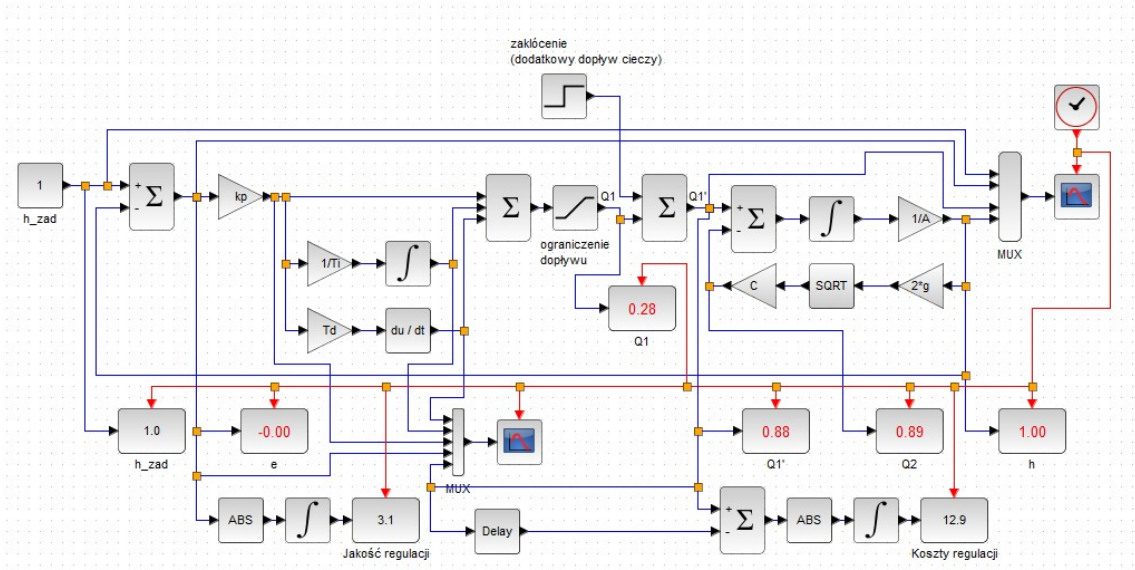 zaklócenie
(dodatkowy dopływ cieczy)
1
h_zad
+
-
Σ
kp
Σ
Q1
ograniczenie
dopływu
Σ
Q1'
+
-
Σ
∫
1/A
MUX
1/Ti
∫
Td
du / dt
0.28
Q1
C
SQRT
2*g
1.0
h_zad
-0.00
e
MUX
0.88
Q1'
0.89
Q2
1.00
h
ABS
∫
3.1
Jakość regulacji
Delay
+
-
Σ
ABS
∫
12.9
Koszty regulacji